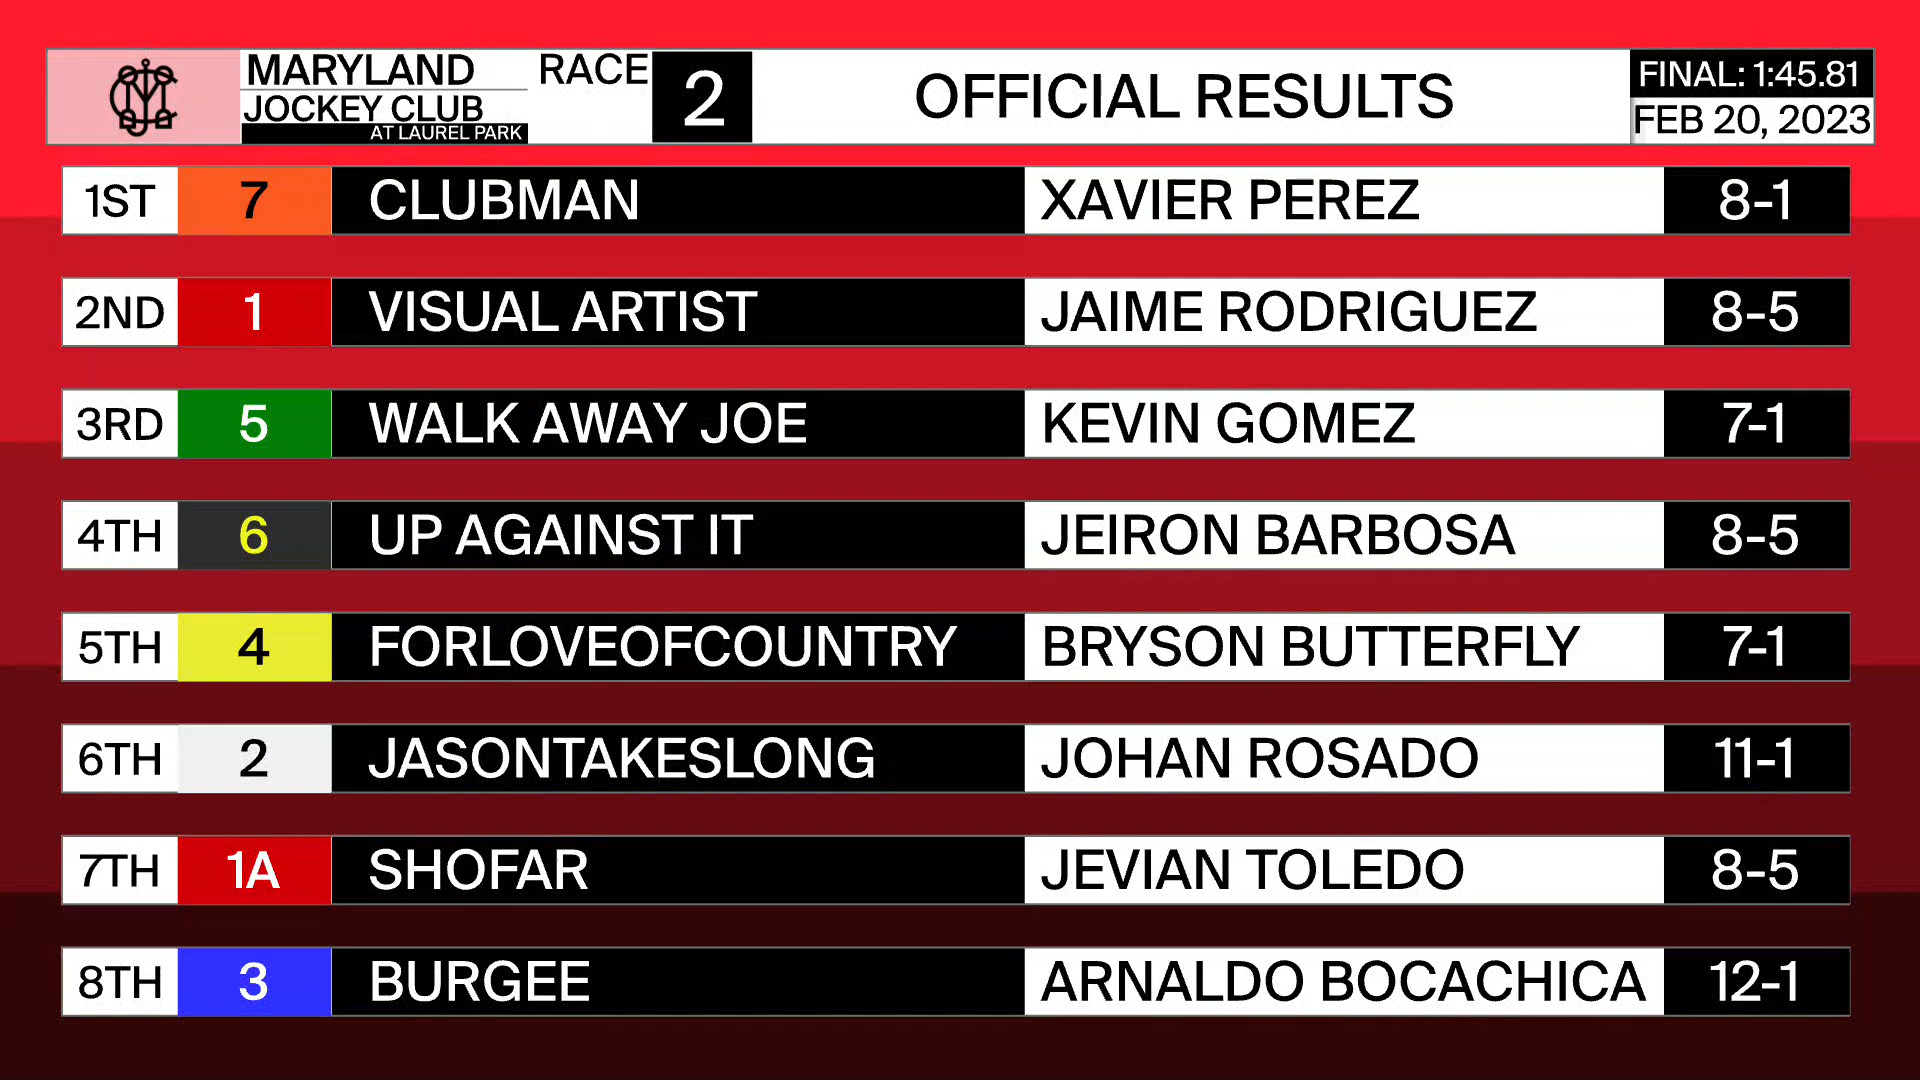 MARYLAND
JOCKEY CLUB
AT LAUREL PARK
RACE 2
OFFICIAL RESULTS
FINAL: 1:45.81
FEB 20, 2023
1ST 7 CLUBMAN XAVIER PEREZ 8-1
2ND 1 VISUAL ARTIST JAIME RODRIGUEZ 8-5
3RD 5 WALK AWAY JOE KEVIN GOMEZ 7-1
4TH 6 UP AGAINST IT JEIRON BARBOSA 8-5
5TH 4 FORLOVEOFCOUNTRY BRYSON BUTTERFLY 7-1
6TH 2 JASONTAKESLONG JOHAN ROSADO 11-1
7TH 1A SHOFAR JEVIAN TOLEDO 8-5
8TH 3 BURGEE ARNALDO BOCACHICA 12-1